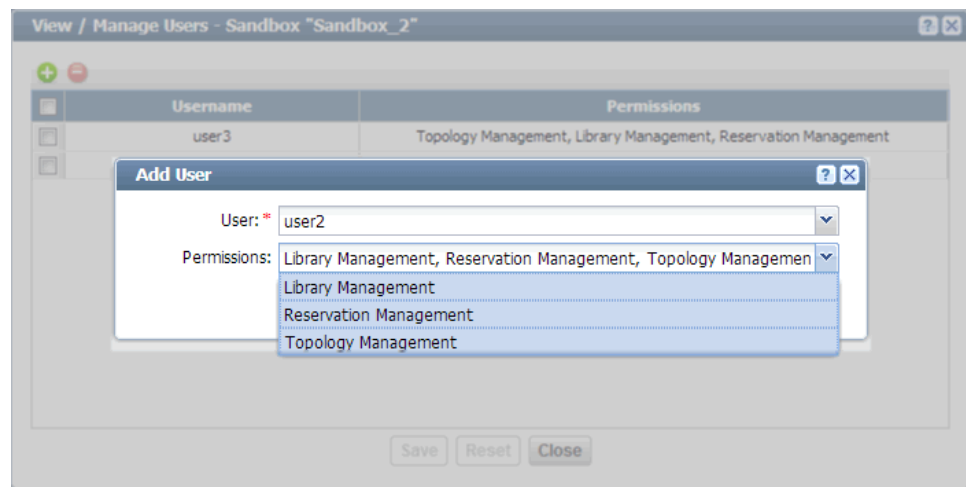 View / Manage Users - Sandbox "Sandbox_2"
Username Permissions
user3 Topology Management, Library Management, Reservation Management
Add User
User: * user2
Permissions: Library Management, Reservation Management, Topology Managemen
Library Management
Reservation Management
Topology Management
Save Reset Close